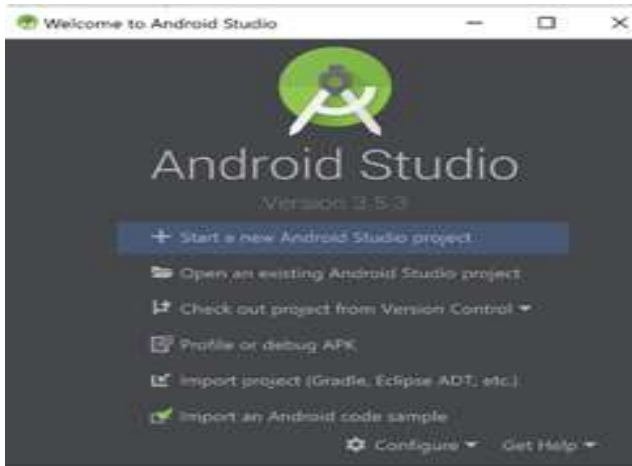 Welcome to Android Studio
Android Studio
Version 3.5.3
Start a new Android Studio project
Open an existing Android Studio project
Check out project from Version Control
Profile or debug APK
Import project (Gradle, Eclipse ADT, etc.)
Import an Android code sample
Configure Get Help